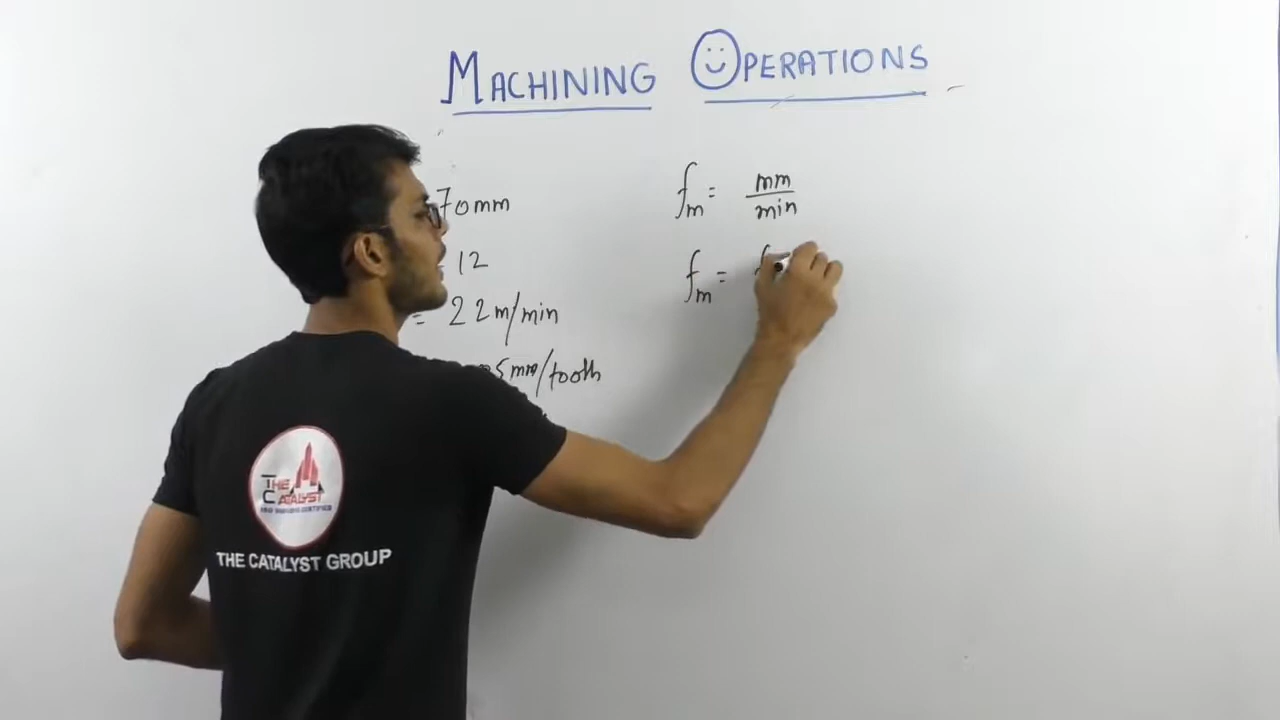 MACHINING OPERATIONS
70mm
12
= 22m/min
5mm/tooth
fm = mm/min
fm = f
THE CATALYST
THE CATALYST GROUP